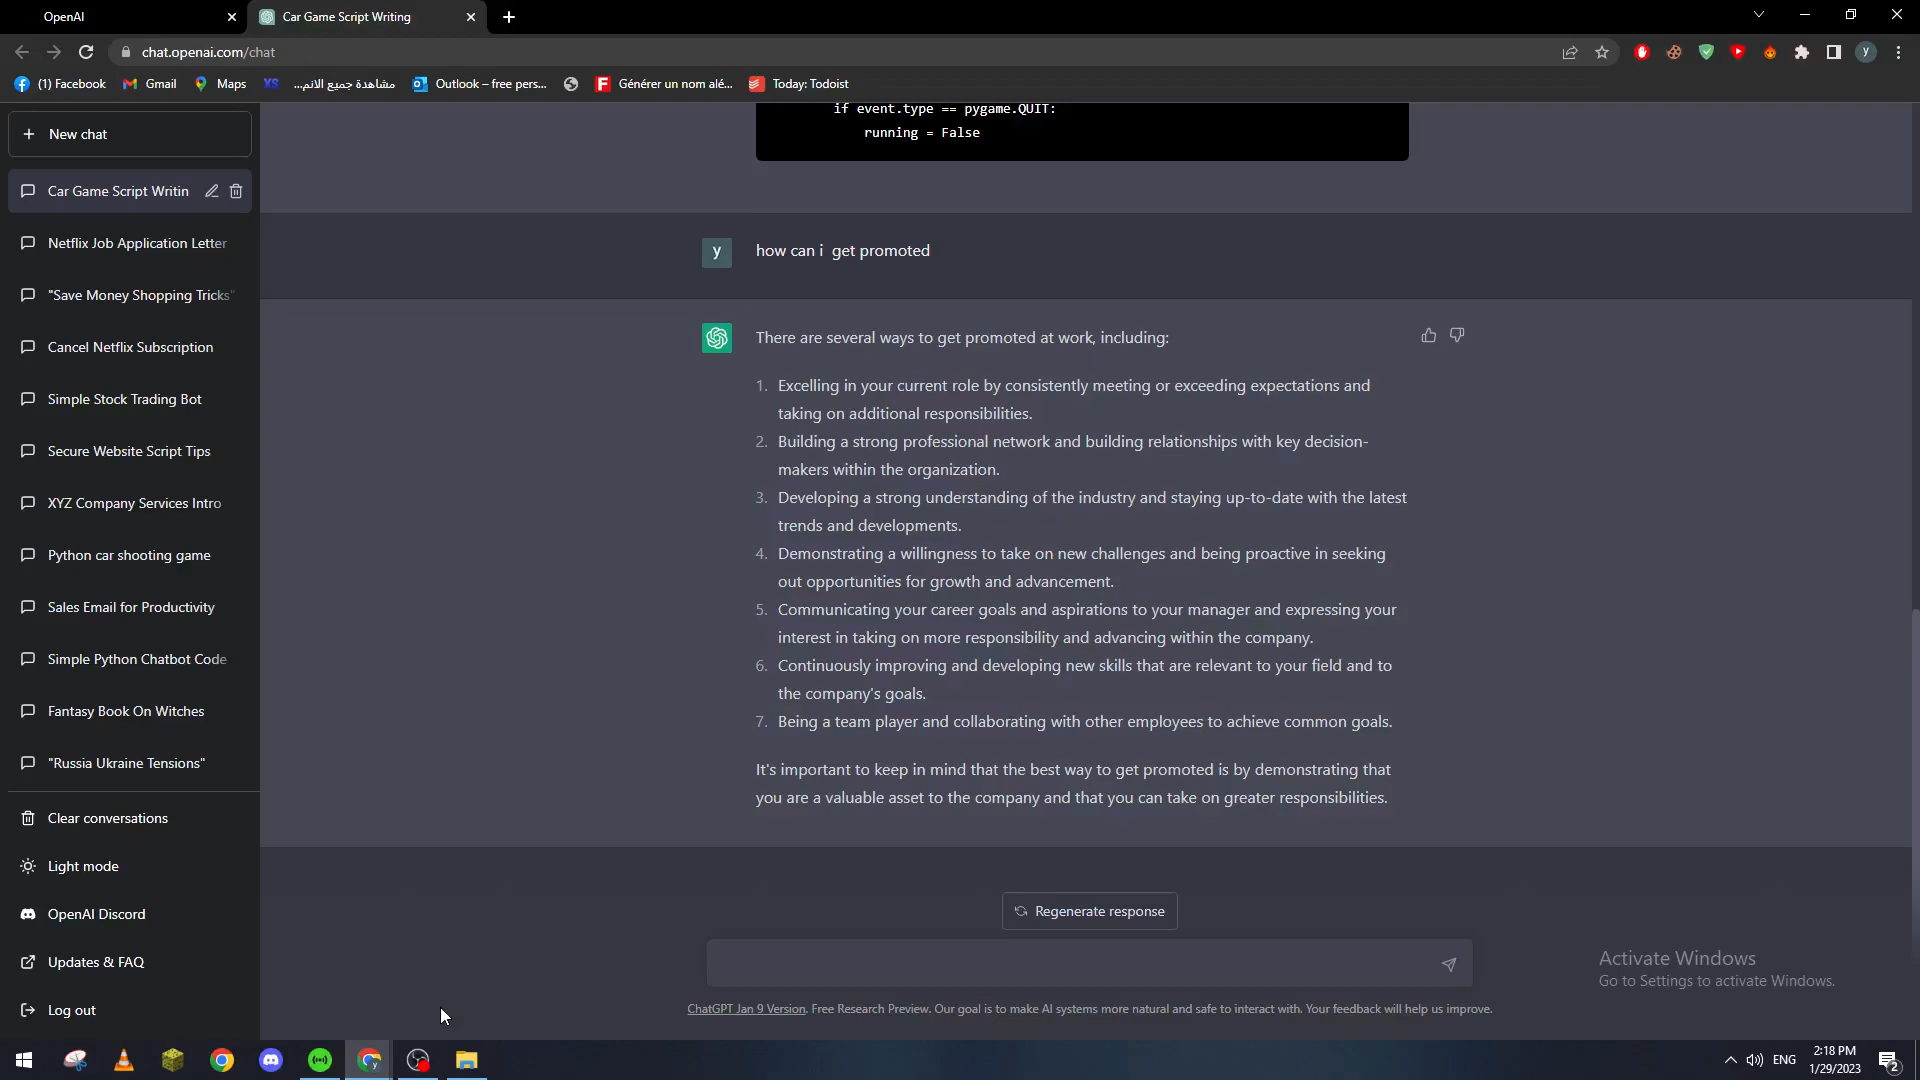 OpenAI
Car Game Script Writing
chat.openai.com/chat
y
(1) Facebook
Gmail
Maps
XS
مشاهدة جميع الانم...
Outlook – free pers...
Générer un nom alé...
Today: Todoist
New chat
Car Game Script Writin
Netflix Job Application Letter
"Save Money Shopping Tricks"
Cancel Netflix Subscription
Simple Stock Trading Bot
Secure Website Script Tips
XYZ Company Services Intro
Python car shooting game
Sales Email for Productivity
Simple Python Chatbot Code
Fantasy Book On Witches
"Russia Ukraine Tensions"
Clear conversations
Light mode
OpenAI Discord
Updates & FAQ
Log out
if event.type == pygame.QUIT:
running = False
y
how can i  get promoted
There are several ways to get promoted at work, including:
1. Excelling in your current role by consistently meeting or exceeding expectations and
taking on additional responsibilities.
2. Building a strong professional network and building relationships with key decision-
makers within the organization.
3. Developing a strong understanding of the industry and staying up-to-date with the latest
trends and developments.
4. Demonstrating a willingness to take on new challenges and being proactive in seeking
out opportunities for growth and advancement.
5. Communicating your career goals and aspirations to your manager and expressing your
interest in taking on more responsibility and advancing within the company.
6. Continuously improving and developing new skills that are relevant to your field and to
the company's goals.
7. Being a team player and collaborating with other employees to achieve common goals.
It's important to keep in mind that the best way to get promoted is by demonstrating that
you are a valuable asset to the company and that you can take on greater responsibilities.
Regenerate response
Activate Windows
Go to Settings to activate Windows.
ChatGPT Jan 9 Version. Free Research Preview. Our goal is to make AI systems more natural and safe to interact with. Your feedback will help us improve.
ENG
2:18 PM
1/29/2023
2